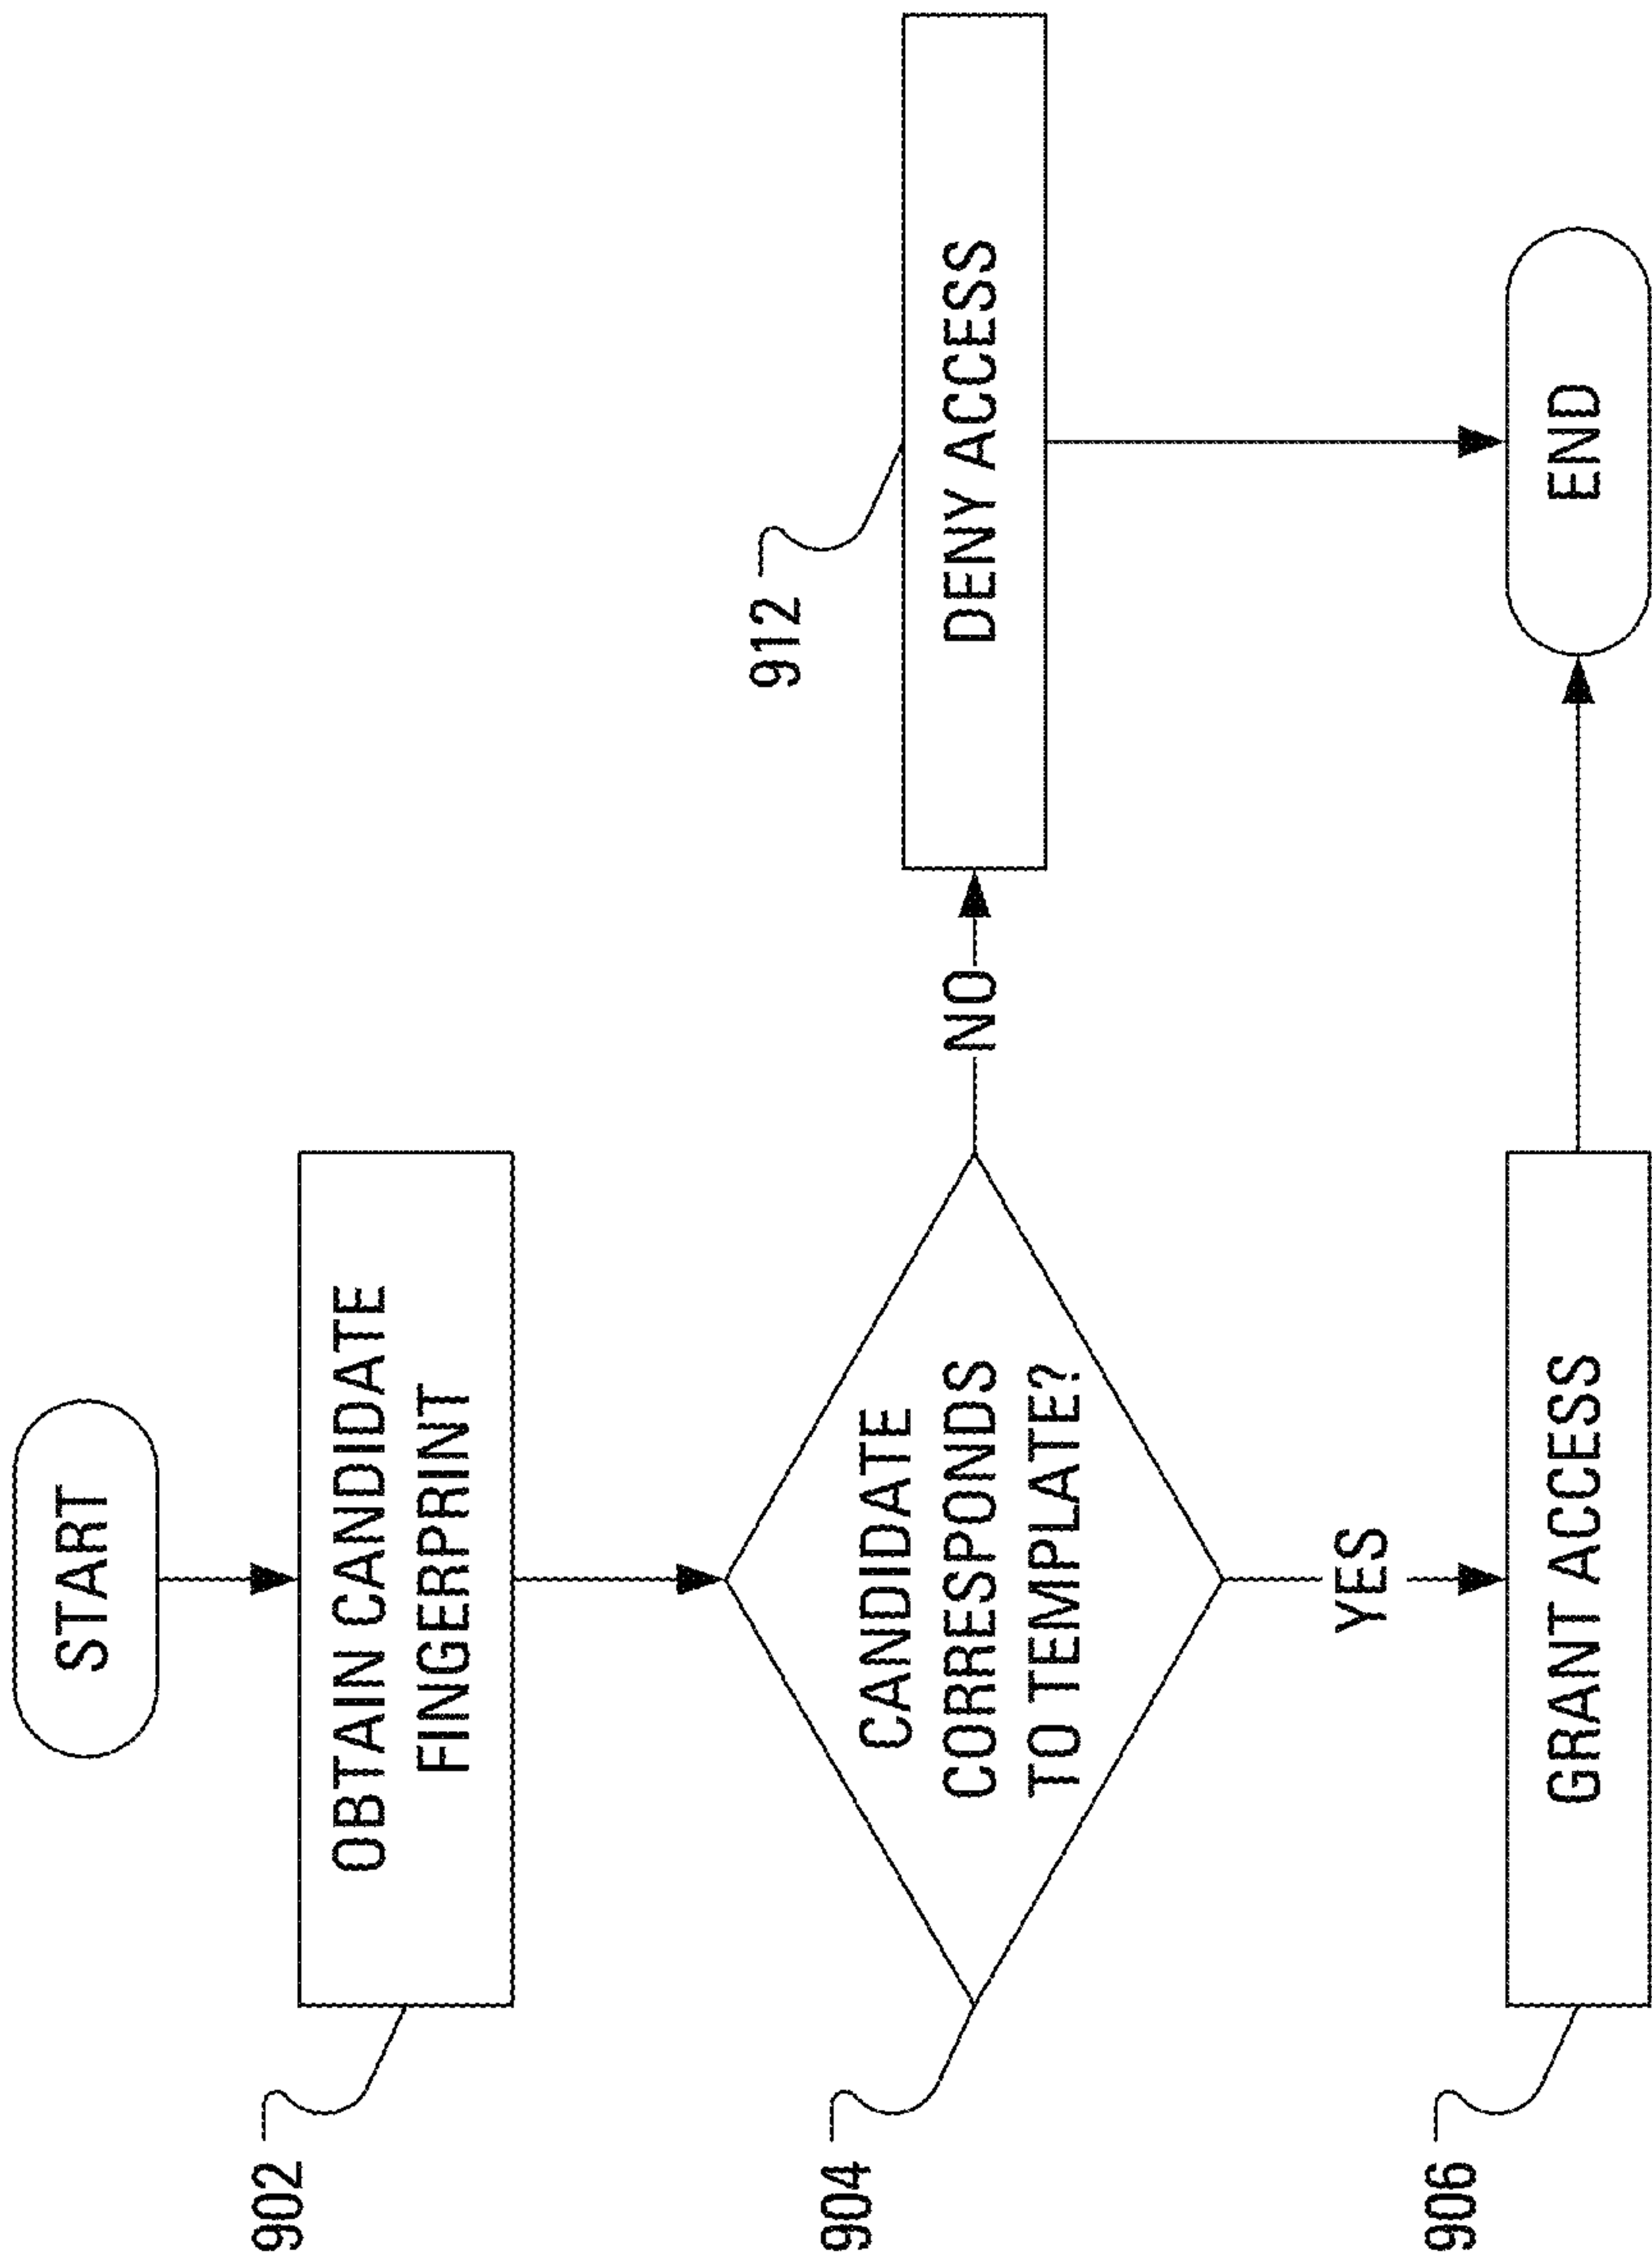 START
902
OBTAIN CANDIDATE
FINGERPRINT
904
CANDIDATE
CORRESPONDS
TO TEMPLATE?
NO
912
DENY ACCESS
YES
906
GRANT ACCESS
END